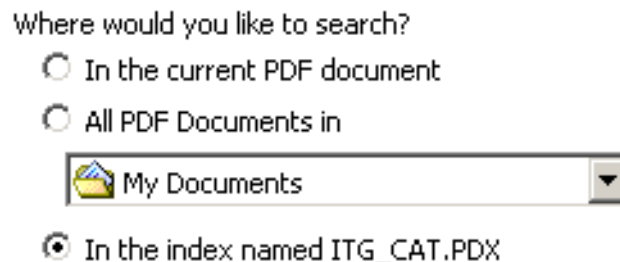 Where would you like to search?
In the current PDF document
All PDF Documents in
My Documents
In the index named ITG_CAT.PDX